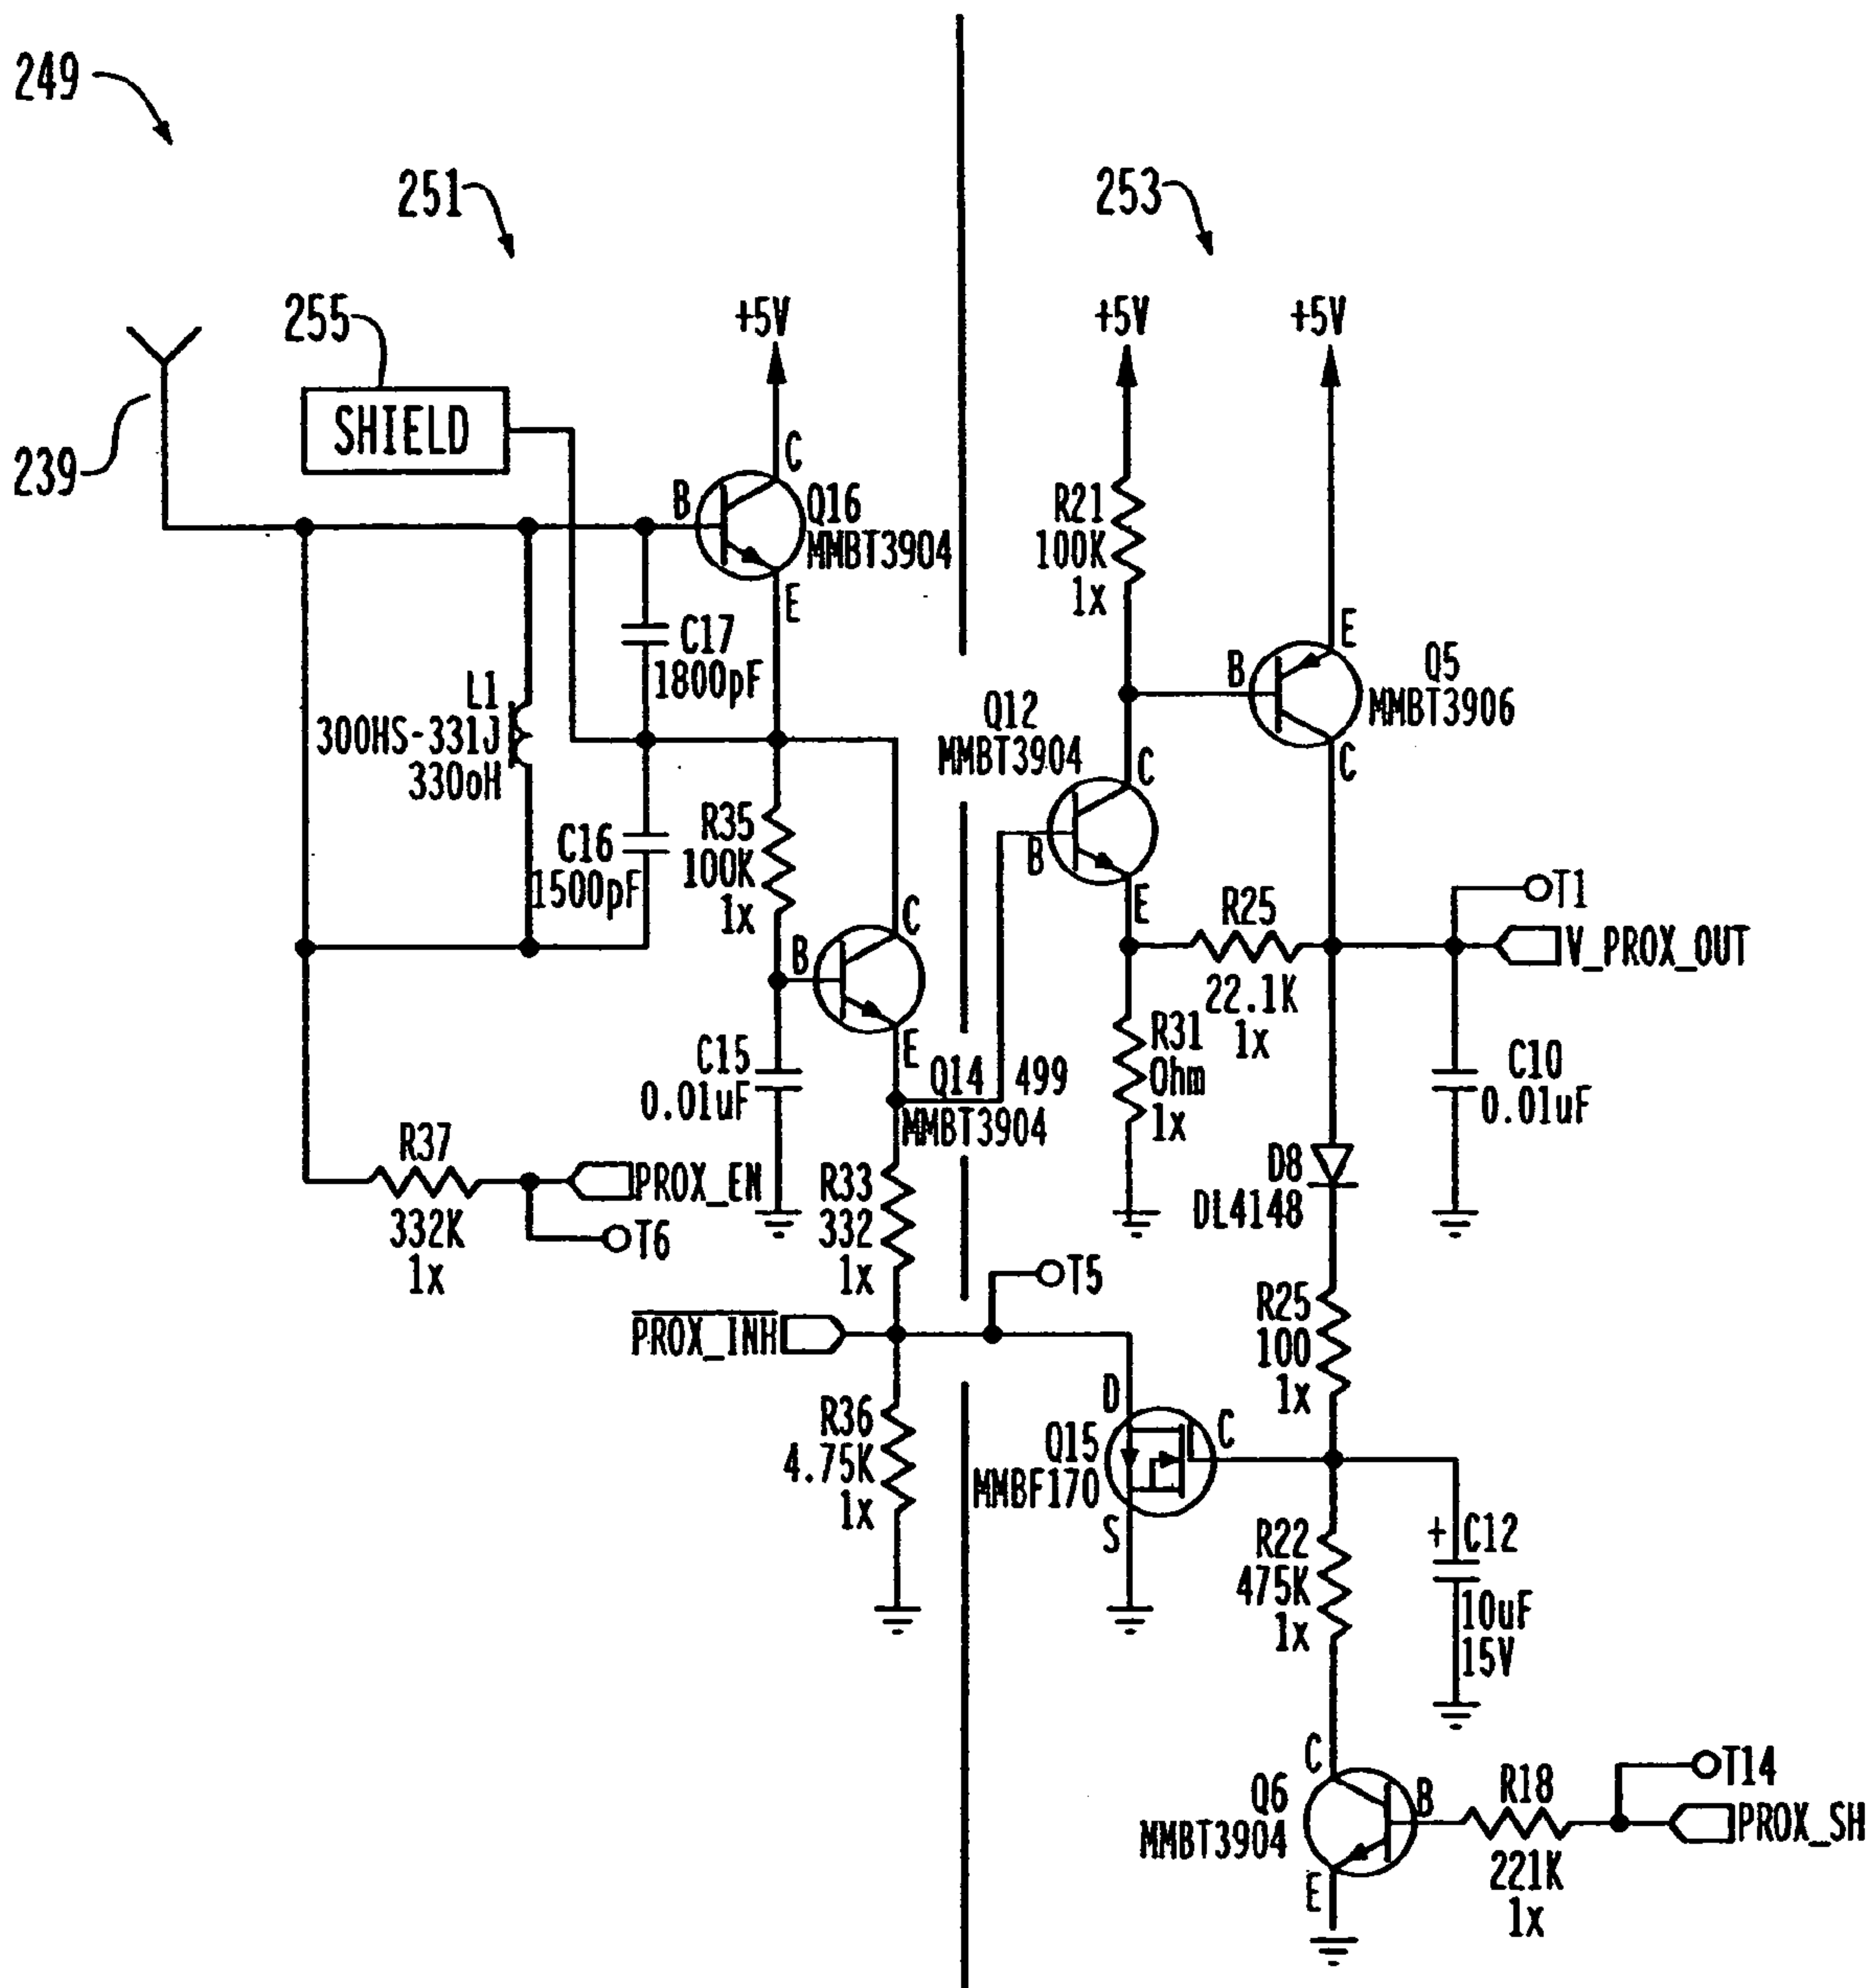 249
251
253
255
239
SHIELD
+5V
+5V
+5V
C
B
Q16
MMBT3904
E
R21
100K
1x
C17
1800pF
L1
300HS-331J
330oH
E
B
Q5
MMBT3906
C
Q12
MMBT3904
C
B
E
R35
100K
1x
C16
1500pF
C
B
E
Q14 499
MMBT3904
R25
22.1K
1x
T1
V_PROX_OUT
R31
Ohm
1x
C15
0.01uF
C10
0.01uF
R37
332K
1x
PROX_EN
T6
R33
332
1x
D8
DL4148
T5
PROX_INH
R25
100
1x
R36
4.75K
1x
D
Q15
MMBF170
C
S
R22
475K
1x
+
C12
10uF
15V
C
Q6
MMBT3904
B
E
R18
221K
1x
T14
PROX_SH